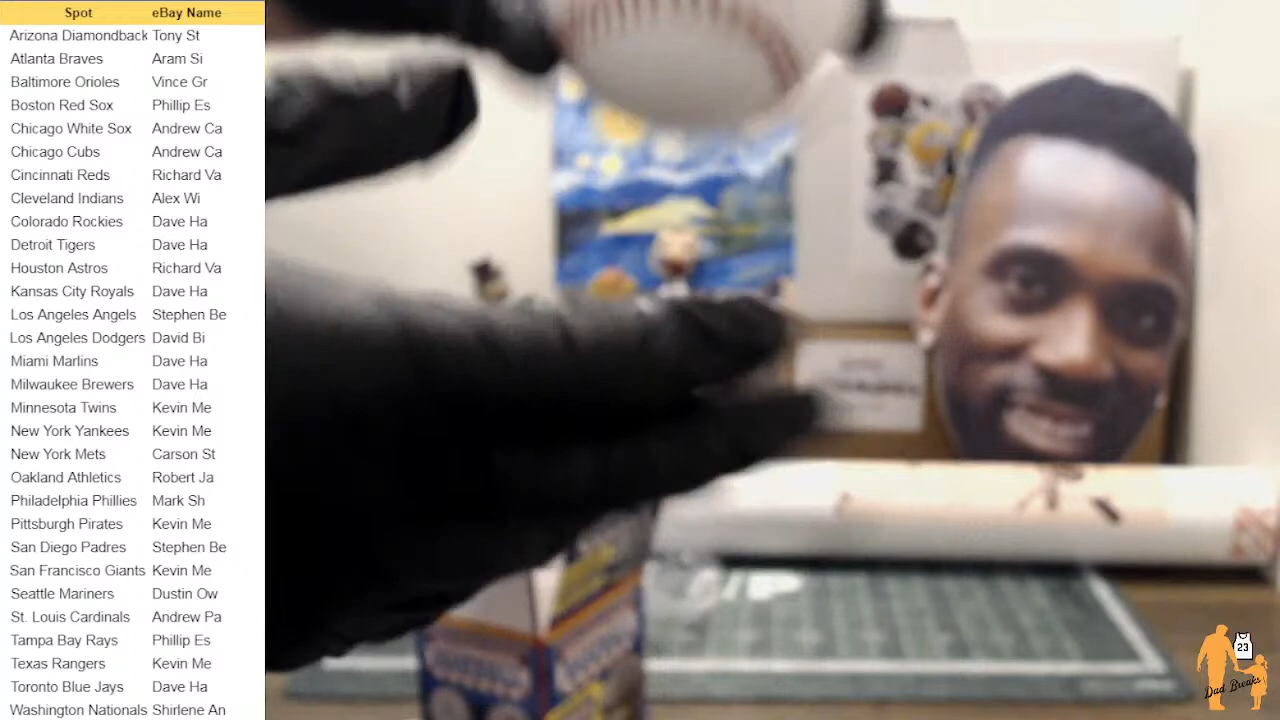 Spot eBay Name
Arizona Diamondback Tony St
Atlanta Braves Aram Si
Baltimore Orioles Vince Gr
Boston Red Sox Phillip Es
Chicago White Sox Andrew Ca
Chicago Cubs Andrew Ca
Cincinnati Reds Richard Va
Cleveland Indians Alex Wi
Colorado Rockies Dave Ha
Detroit Tigers Dave Ha
Houston Astros Richard Va
Kansas City Royals Dave Ha
Los Angeles Angels Stephen Be
Los Angeles Dodgers David Bi
Miami Marlins Dave Ha
Milwaukee Brewers Dave Ha
Minnesota Twins Kevin Me
New York Yankees Kevin Me
New York Mets Carson St
Oakland Athletics Robert Ja
Philadelphia Phillies Mark Sh
Pittsburgh Pirates Kevin Me
San Diego Padres Stephen Be
San Francisco Giants Kevin Me
Seattle Mariners Dustin Ow
St. Louis Cardinals Andrew Pa
Tampa Bay Rays Phillip Es
Texas Rangers Kevin Me
Toronto Blue Jays Dave Ha
Washington Nationals Shirlene An
23
Dad Breaks